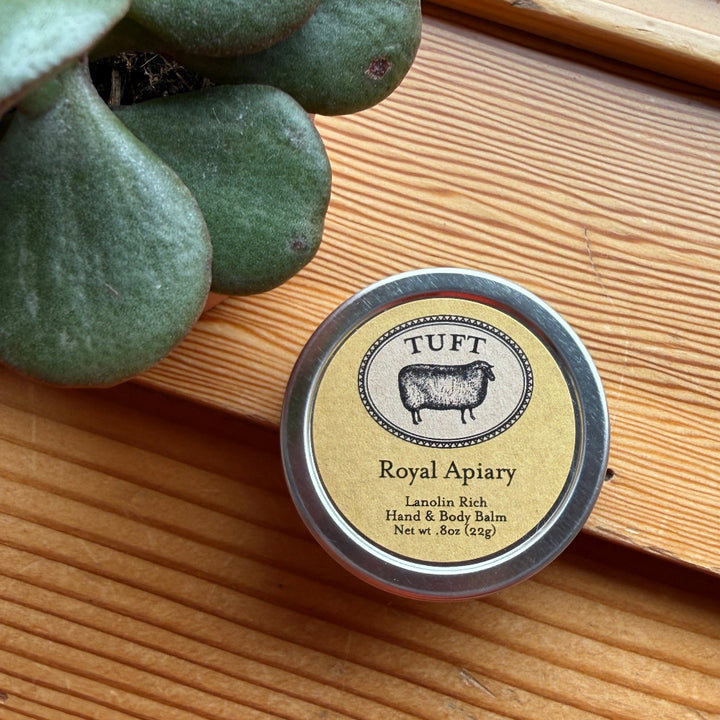 TUFT
Royal Apiary
Lanolin Rich
Hand & Body Balm
Net wt .8oz (22g)